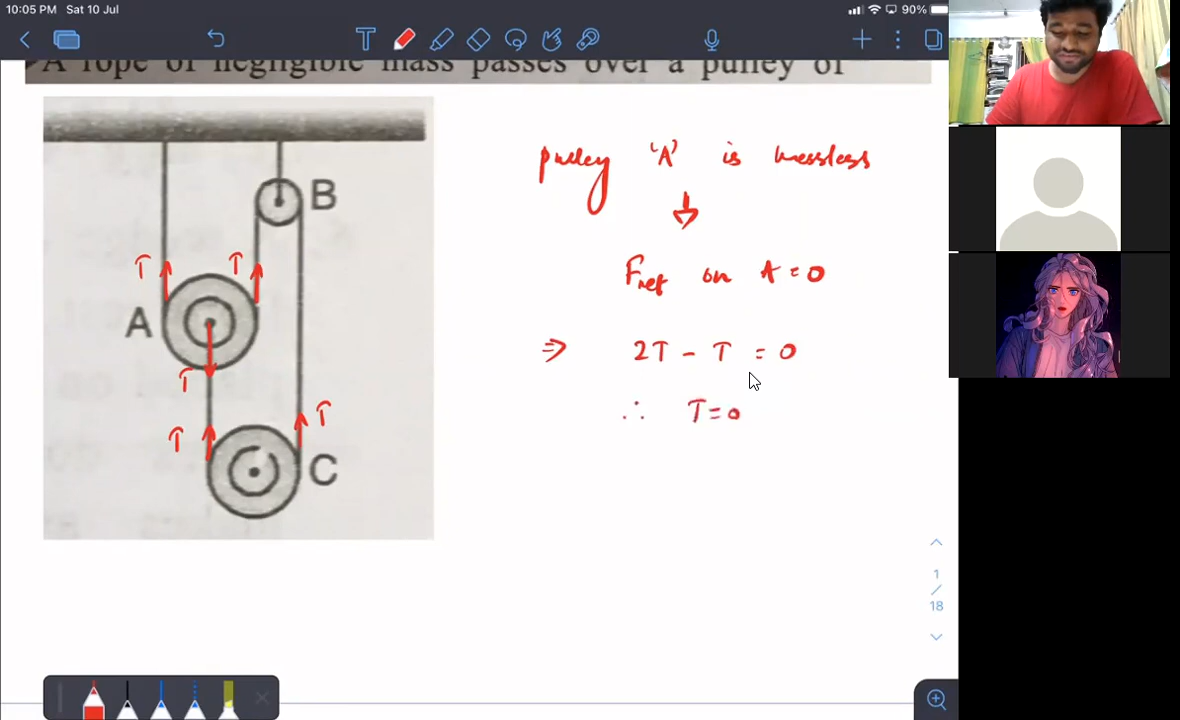 10:05 PM Sat 10 Jul
90%
A rope of negligible mass passes over a pulley of
B
T
T
A
T
T
T
C
pulley 'A' is massless
Fnet on A = 0
⇒ 2T - T = 0
∴ T = 0
1
/
18